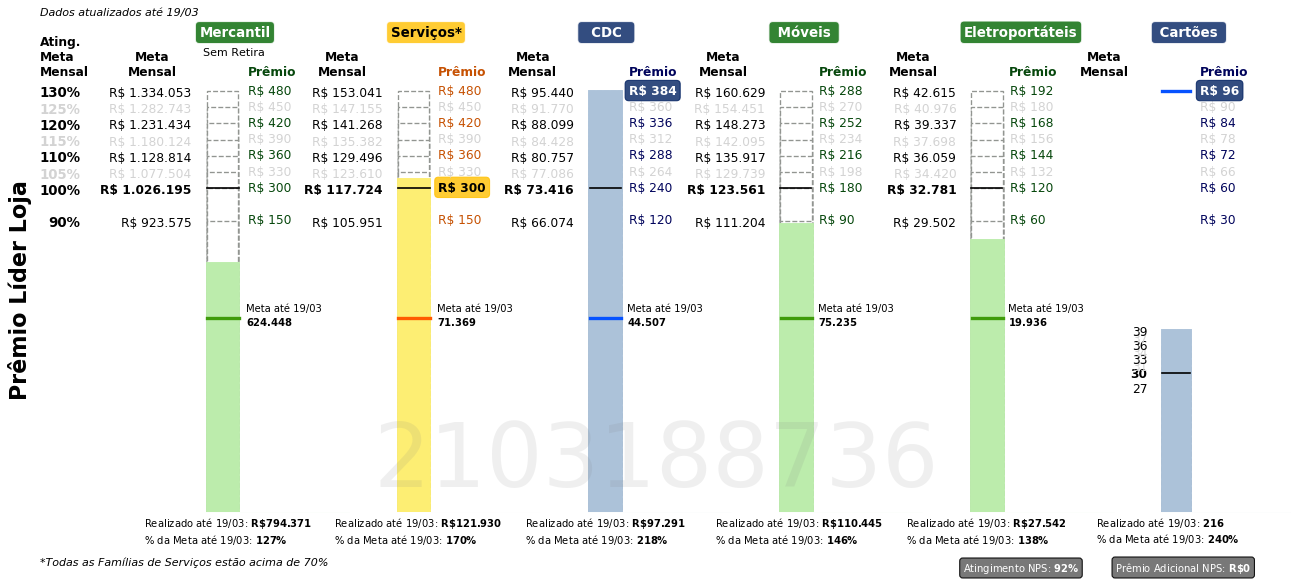 Dados atualizados até 19/03
Mercantil Serviços* CDC Móveis Eletroportáteis Cartões
Sem Retira
Ating. Meta Mensal
Meta Mensal Prêmio Meta Mensal Prêmio Meta Mensal Prêmio Meta Mensal Prêmio Meta Mensal Prêmio Meta Mensal Prêmio
130% R$ 1.334.053 R$ 480 R$ 153.041 R$ 480 R$ 95.440 R$ 384 R$ 160.629 R$ 288 R$ 42.615 R$ 192 R$ 96
125% R$ 1.282.743 R$ 450 R$ 147.155 R$ 450 R$ 91.770 R$ 360 R$ 154.451 R$ 270 R$ 40.976 R$ 180 R$ 90
120% R$ 1.231.434 R$ 420 R$ 141.268 R$ 420 R$ 88.099 R$ 336 R$ 148.273 R$ 252 R$ 39.337 R$ 168 R$ 84
115% R$ 1.180.124 R$ 390 R$ 135.382 R$ 390 R$ 84.428 R$ 312 R$ 142.095 R$ 234 R$ 37.698 R$ 156 R$ 78
110% R$ 1.128.814 R$ 360 R$ 129.496 R$ 360 R$ 80.757 R$ 288 R$ 135.917 R$ 216 R$ 36.059 R$ 144 R$ 72
105% R$ 1.077.504 R$ 330 R$ 123.610 R$ 330 R$ 77.086 R$ 264 R$ 129.739 R$ 198 R$ 34.420 R$ 132 R$ 66
100% R$ 1.026.195 R$ 300 R$ 117.724 R$ 300 R$ 73.416 R$ 240 R$ 123.561 R$ 180 R$ 32.781 R$ 120 R$ 60
90% R$ 923.575 R$ 150 R$ 105.951 R$ 150 R$ 66.074 R$ 120 R$ 111.204 R$ 90 R$ 29.502 R$ 60 R$ 30
Prêmio Líder Loja
Meta até 19/03 Meta até 19/03 Meta até 19/03 Meta até 19/03 Meta até 19/03
624.448 71.369 44.507 75.235 19.936
39
36
33
30
27
2103188736
Realizado até 19/03: R$794.371 Realizado até 19/03: R$121.930 Realizado até 19/03: R$97.291 Realizado até 19/03: R$110.445 Realizado até 19/03: R$27.542 Realizado até 19/03: 216
% da Meta até 19/03: 127% % da Meta até 19/03: 170% % da Meta até 19/03: 218% % da Meta até 19/03: 146% % da Meta até 19/03: 138% % da Meta até 19/03: 240%
*Todas as Famílias de Serviços estão acima de 70%
Atingimento NPS: 92% Prêmio Adicional NPS: R$0